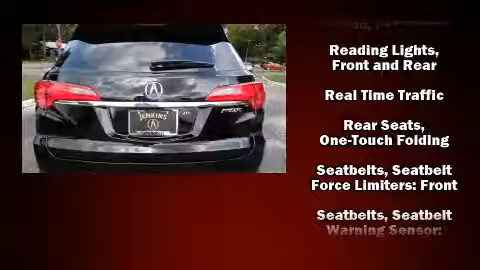 JENKINS
Reading Lights,
Front and Rear
Real Time Traffic
Rear Seats,
One-Touch Folding
Seatbelts, Seatbelt
Force Limiters: Front
Seatbelts, Seatbelt
Warning Sensor: